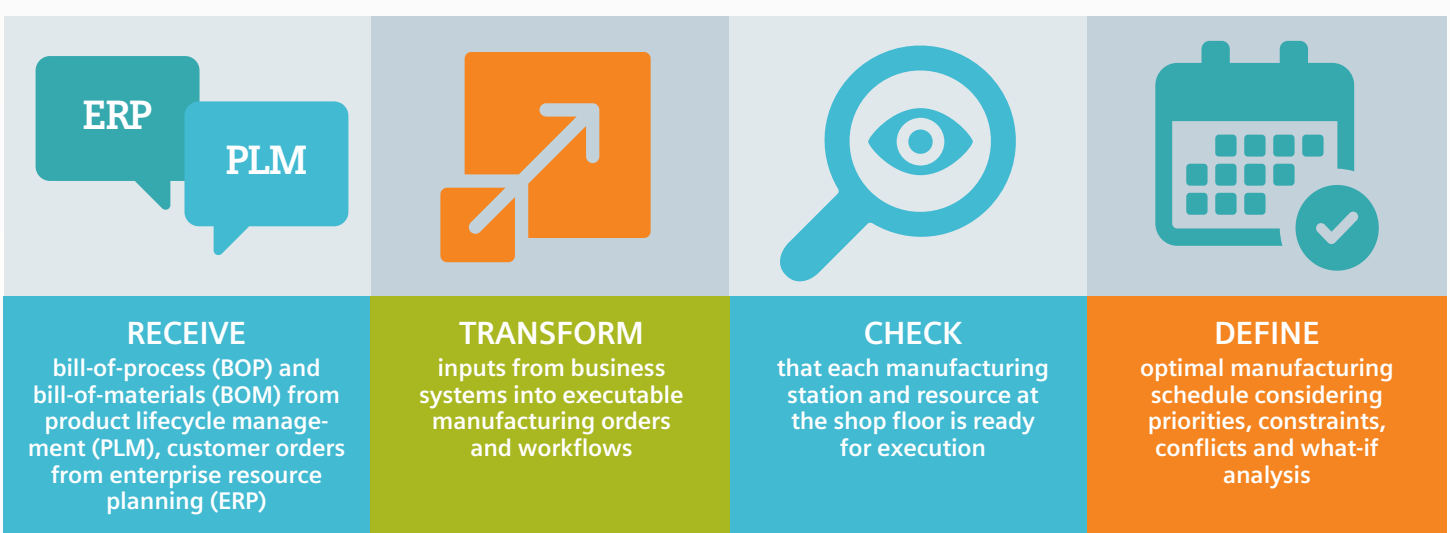 ERP
PLM
RECEIVE
bill-of-process (BOP) and
bill-of-materials (BOM) from
product lifecycle manage-
ment (PLM), customer orders
from enterprise resource
planning (ERP)
TRANSFORM
inputs from business
systems into executable
manufacturing orders
and workflows
CHECK
that each manufacturing
station and resource at
the shop floor is ready
for execution
DEFINE
optimal manufacturing
schedule considering
priorities, constraints,
conflicts and what-if
analysis